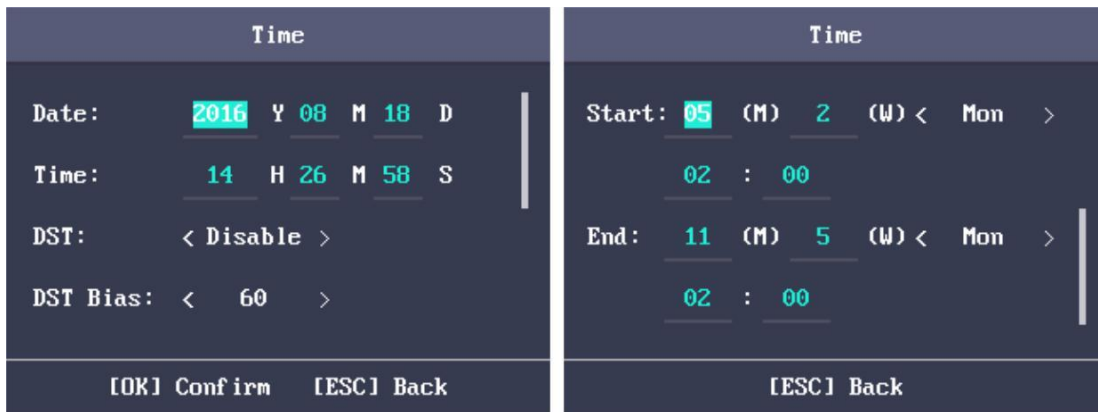 Time
Date: 2016 Y 08 M 18 D
Time: 14 H 26 M 58 S
DST: < Disable >
DST Bias: < 60 >
[OK] Confirm [ESC] Back
Time
Start: 05 (M) 2 (W) < Mon >
02 : 00
End: 11 (M) 5 (W) < Mon >
02 : 00
[ESC] Back